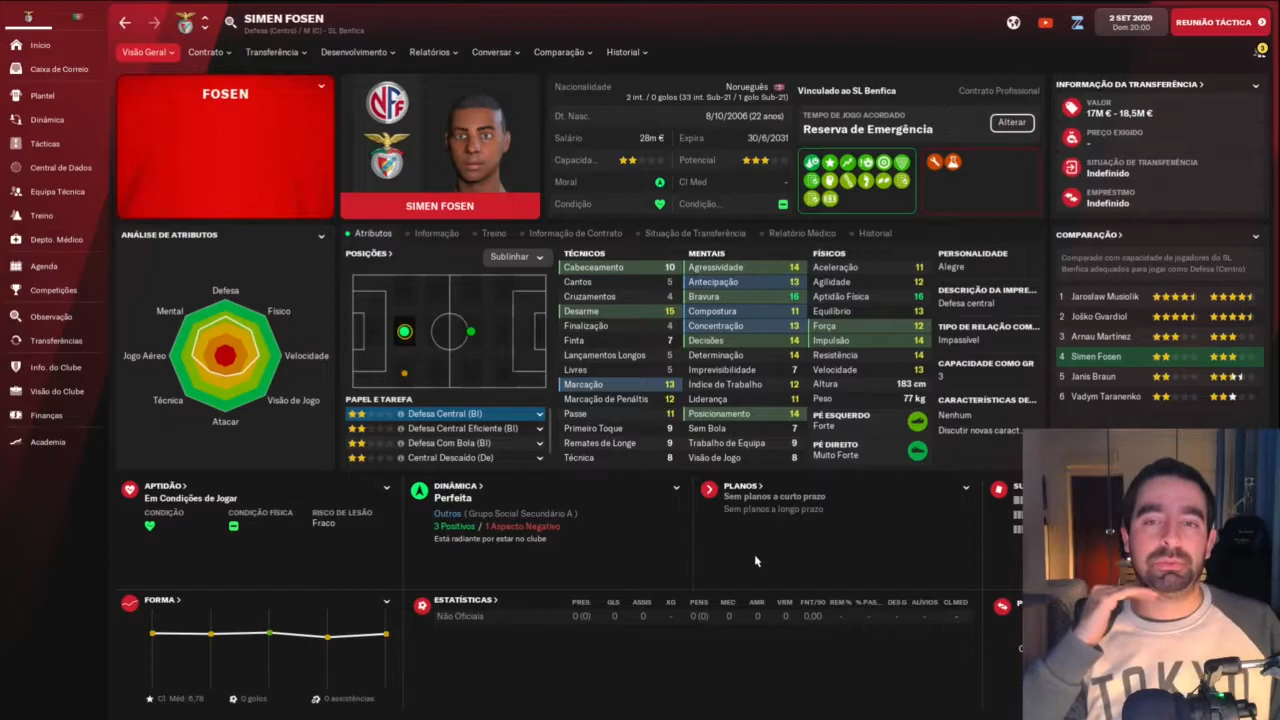 SIMEN FOSEN
Defesa (Centro) / M (C) - SL Benfica
2 SET 2029
Dom 20:00
REUNIÃO TÁCTICA
3
Visão Geral
Contrato
Transferência
Desenvolvimento
Relatórios
Conversar
Comparação
Historial
Início
Caixa de Correio
Plantel
Dinâmica
Tácticas
Central de Dados
Equipa Técnica
Treino
Depto. Médico
Agenda
Competições
Observação
Transferências
Info. do Clube
Visão do Clube
Finanças
Academia
FOSEN
NFF
SIMEN FOSEN
Nacionalidade Norueguês
2 int. / 0 golos (33 int. Sub-21 / 1 golo Sub-21)
Dt. Nasc. 8/10/2006 (22 anos)
Salário 28m € Expira 30/6/2031
Capacida... Potencial
Moral Cl Med -
Condição Condição...
Vinculado ao SL Benfica Contrato Profissional
TEMPO DE JOGO ACORDADO
Reserva de Emergência
Alterar
INFORMAÇÃO DA TRANSFERÊNCIA
VALOR
17M € - 18,5M €
PREÇO EXIGIDO
-
SITUAÇÃO DE TRANSFERÊNCIA
Indefinido
EMPRÉSTIMO
Indefinido
ANÁLISE DE ATRIBUTOS
Defesa
Mental Físico
Jogo Aéreo Velocidade
Técnica Visão de Jogo
Atacar
Atributos
Informação
Treino
Informação de Contrato
Situação de Transferência
Relatório Médico
Historial
POSIÇÕES
Sublinhar
PAPEL E TAREFA
Defesa Central (Bl)
Defesa Central Eficiente (Bl)
Defesa Com Bola (Bl)
Central Descaído (De)
TÉCNICOS
Cabeceamento 10
Cantos 5
Cruzamentos 4
Desarme 15
Finalização 4
Finta 7
Lançamentos Longos 5
Livres 5
Marcação 13
Marcação de Penáltis 12
Passe 11
Primeiro Toque 9
Remates de Longe 9
Técnica 8
MENTAIS
Agressividade 14
Antecipação 13
Bravura 16
Compostura 11
Concentração 13
Decisões 14
Determinação 14
Imprevisibilidade 7
Índice de Trabalho 12
Liderança 11
Posicionamento 14
Sem Bola 7
Trabalho de Equipa 9
Visão de Jogo 8
FÍSICOS
Aceleração 11
Agilidade 12
Aptidão Física 16
Equilíbrio 13
Força 12
Impulsão 14
Resistência 14
Velocidade 13
Altura 183 cm
Peso 77 kg
PÉ ESQUERDO
Forte
PÉ DIREITO
Muito Forte
PERSONALIDADE
Alegre
DESCRIÇÃO DA IMPRE...
Defesa central
TIPO DE RELAÇÃO COM...
Impassível
CAPACIDADE COMO GR
3
CARACTERÍSTICAS DE...
Nenhum
Discutir novas caract...
COMPARAÇÃO
Comparado com capacidade de jogadores do SL
Benfica adequados para jogar como Defesa (Centro)
1 Jaroslaw Musiolik
2 Joško Gvardiol
3 Arnau Martínez
4 Simen Fosen
5 Janis Braun
6 Vadym Taranenko
APTIDÃO
Em Condições de Jogar
CONDIÇÃO
CONDIÇÃO FÍSICA
RISCO DE LESÃO
Fraco
DINÂMICA
Perfeita
Outros ( Grupo Social Secundário A )
3 Positivos / 1 Aspecto Negativo
Está radiante por estar no clube
PLANOS
Sem planos a curto prazo
Sem planos a longo prazo
FORMA
Cl. Méd: 6,78
0 golos
0 assistências
ESTATÍSTICAS
PRES. GLS ASSIS XG PENS MEC AMR VRM FNT/90 REM % % PAS... DES G ALIVIOS CL MED
Não Oficiais 0 (0) 0 0 - 0 (0) 0 0 0 0,00 - - - - -
TOKYO